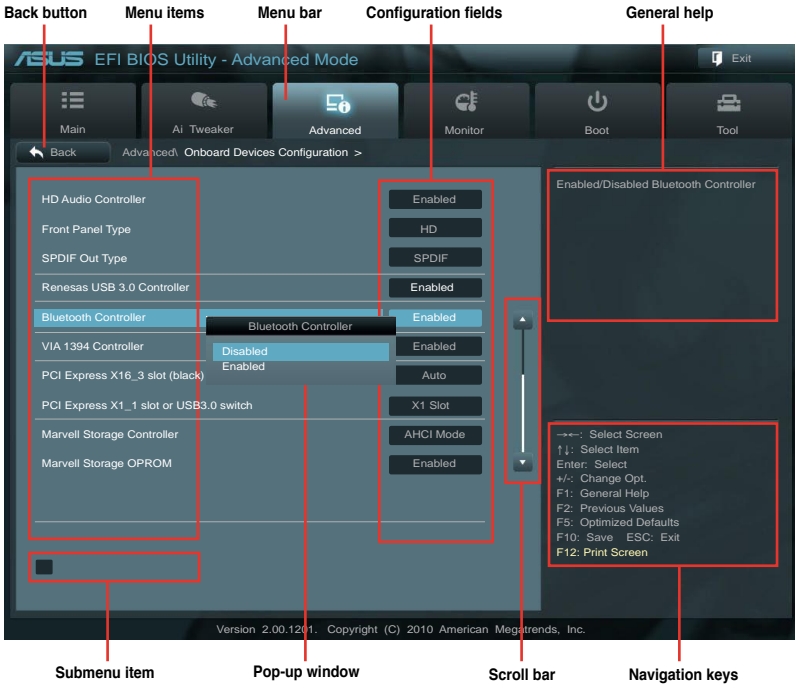 Back button Menu items Menu bar Configuration fields General help
ASUS EFI BIOS Utility - Advanced Mode Exit
Main Ai Tweaker Advanced Monitor Boot Tool
Back Advanced\ Onboard Devices Configuration >
Enabled/Disabled Bluetooth Controller
HD Audio Controller Enabled
Front Panel Type HD
SPDIF Out Type SPDIF
Renesas USB 3.0 Controller Enabled
Bluetooth Controller Enabled
Bluetooth Controller
Disabled
Enabled
VIA 1394 Controller Enabled
PCI Express X16_3 slot (black) Auto
PCI Express X1_1 slot or USB3.0 switch X1 Slot
Marvell Storage Controller AHCI Mode
Marvell Storage OPROM Enabled
→←: Select Screen
↑↓: Select Item
Enter: Select
+/-: Change Opt.
F1: General Help
F2: Previous Values
F5: Optimized Defaults
F10: Save ESC: Exit
F12: Print Screen
Version 2.00.1201. Copyright (C) 2010 American Megatrends, Inc.
Submenu item Pop-up window Scroll bar Navigation keys